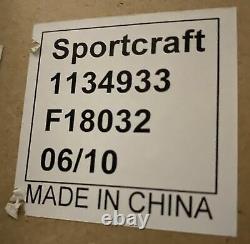 Sportcraft
1134933
F18032
06/10
MADE IN CHINA